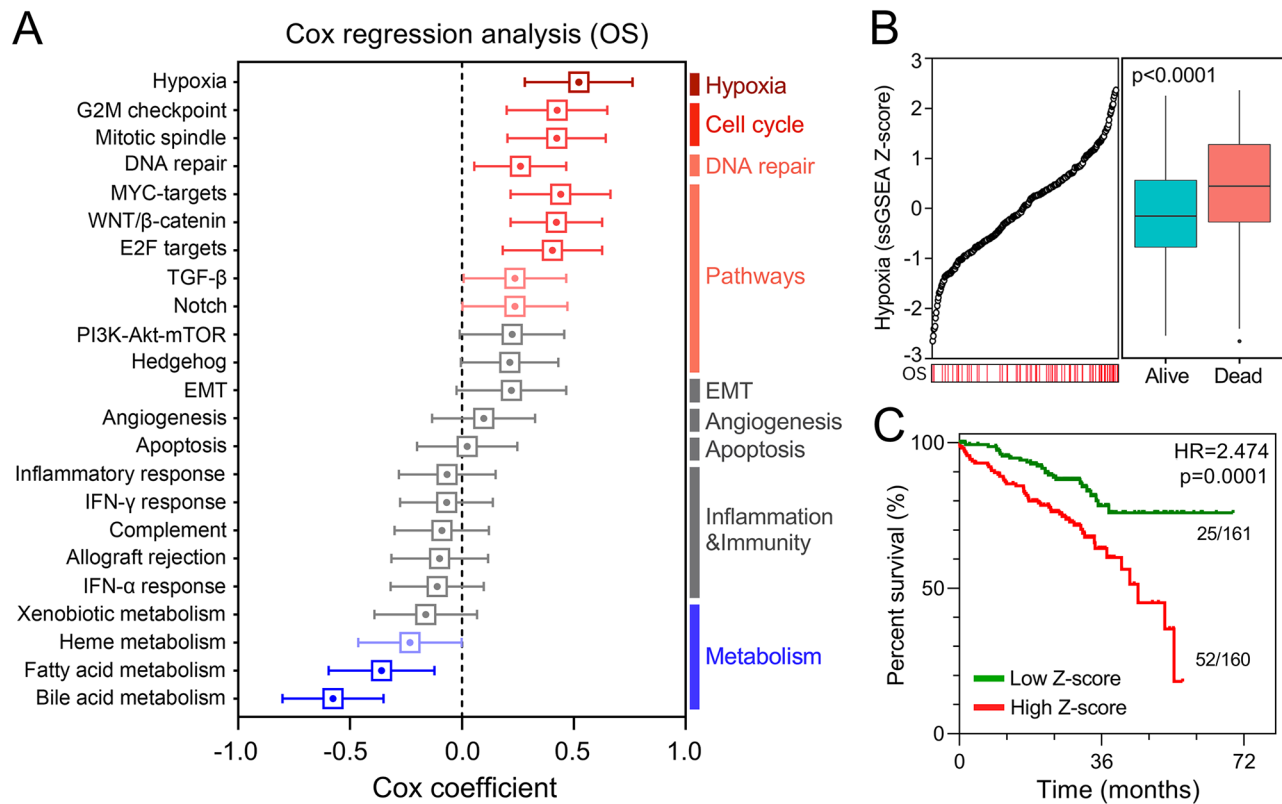 A
Cox regression analysis (OS)
Hypoxia
G2M checkpoint
Mitotic spindle
DNA repair
MYC-targets
WNT/β-catenin
E2F targets
TGF-β
Notch
PI3K-Akt-mTOR
Hedgehog
EMT
Angiogenesis
Apoptosis
Inflammatory response
IFN-γ response
Complement
Allograft rejection
IFN-α response
Xenobiotic metabolism
Heme metabolism
Fatty acid metabolism
Bile acid metabolism
Hypoxia
Cell cycle
DNA repair
Pathways
EMT
Angiogenesis
Apoptosis
Inflammation
&Immunity
Metabolism
-1.0 -0.5 0.0 0.5 1.0
Cox coefficient
B
Hypoxia (ssGSEA Z-score)
3
2
1
0
-1
-2
-3
p<0.0001
OS
Alive Dead
C
Percent survival (%)
100
50
0
HR=2.474
p=0.0001
25/161
52/160
Low Z-score
High Z-score
0 36 72
Time (months)